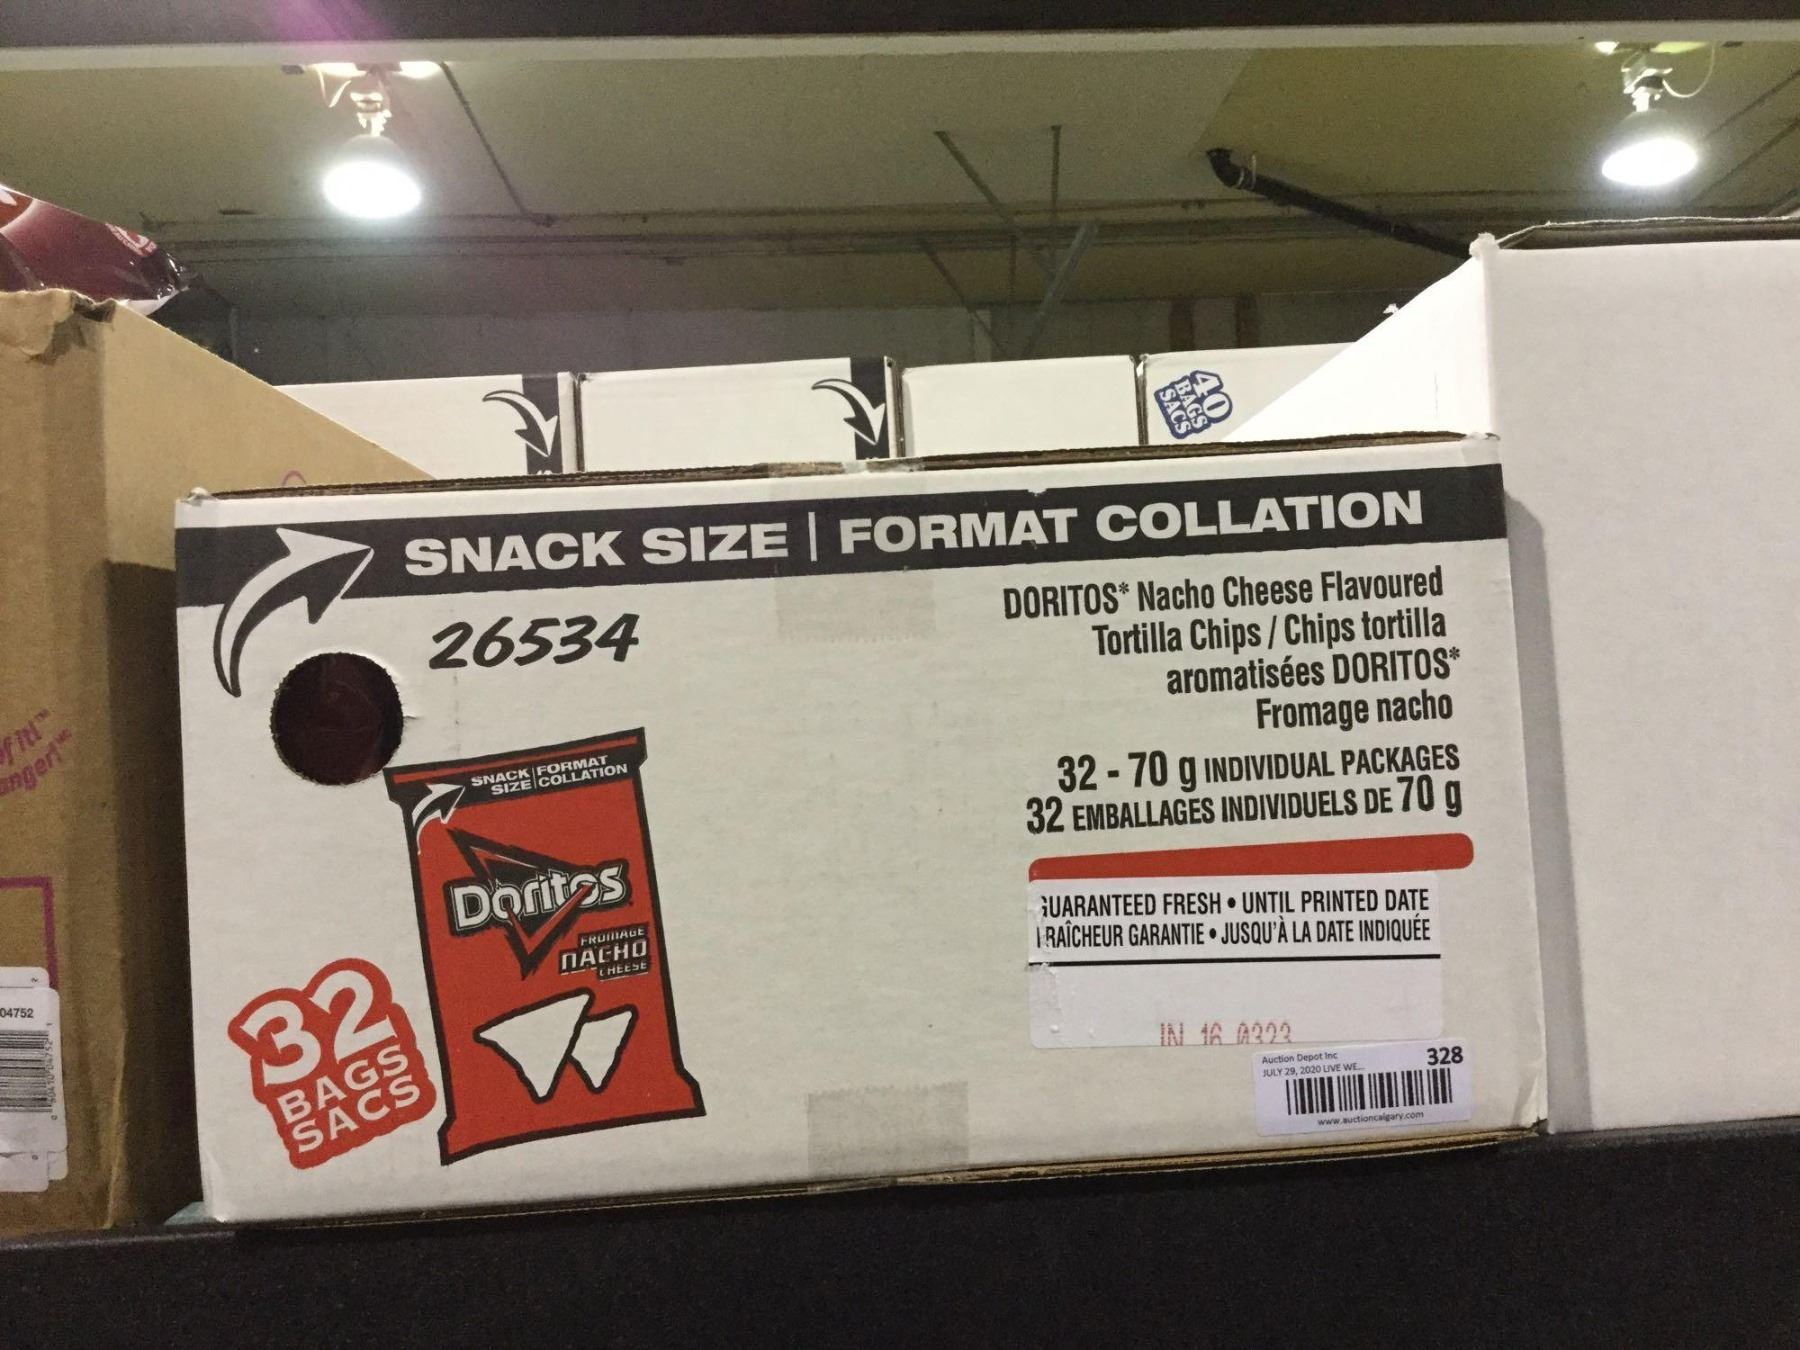 40
BAGS
SACS
SNACK SIZE | FORMAT COLLATION
26534
DORITOS* Nacho Cheese Flavoured
Tortilla Chips / Chips tortilla
aromatisées DORITOS*
Fromage nacho
32 - 70 g INDIVIDUAL PACKAGES
32 EMBALLAGES INDIVIDUELS DE 70 g
SNACK SIZE | FORMAT COLLATION
Doritos
FROMAGE
NACHO
CHEESE
32
BAGS
SACS
GUARANTEED FRESH • UNTIL PRINTED DATE
FRAÎCHEUR GARANTIE • JUSQU'À LA DATE INDIQUÉE
16
Auction Depot Inc
328
JULY 29, 2020 LIVE WE...
www.auctioncalgary.com
04752